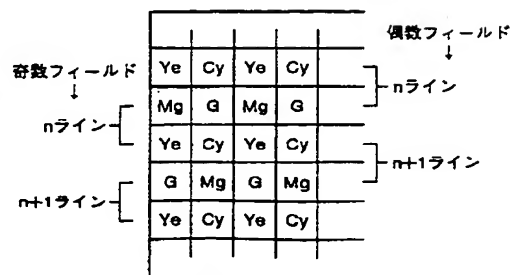 偶数フィールド
↓
奇数フィールド
↓
Ye Cy Ye Cy
nライン
Mg G Mg G
nライン
Ye Cy Ye Cy
n+1ライン
G Mg G Mg
n+1ライン
Ye Cy Ye Cy